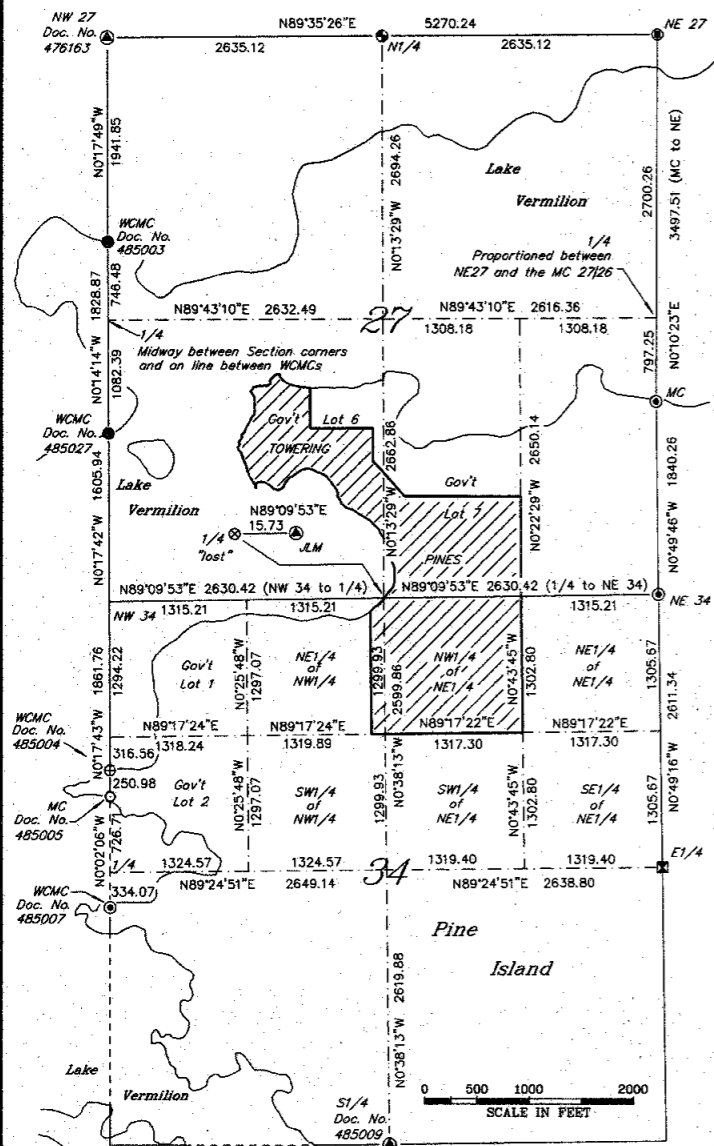 NW 27
Doc. No.
476163
N89°35'26"E 5270.24
NE 27
2635.12
N1/4
2635.12
N0°17'49"W
1941.85
N0°13'29"W
2694.26
Lake
Vermilion
2700.26
3497.51 (MC to NE)
WCMC
Doc. No.
485003
1/4
Proportioned between
NE27 and the MC 27/26
1828.87
746.48
N89°43'10"E 2632.49
27
N89°43'10"E 2616.36
1/4
Midway between Section corners
and on line between WCMCs
1308.18
1308.18
N0°14'14"W
1082.39
797.25
N0°10'23"E
MC
WCMC
Doc. No.
485027
Gov't
Lot 6
TOWERING
2662.86
2650.14
Lake
Vermilion
1605.94
N0°17'42"W
N89°09'53"E
15.73
JLM
1/4
"lost"
N0°13'29"W
Gov't
Lot 7
N0°22'29"W
1840.26
N0°49'46"W
PINES
N89°09'53"E 2630.42 (NW 34 to 1/4)
N89°09'53"E 2630.42 (1/4 to NE 34)
NW 34
1315.21
1315.21
1315.21
NE 34
1861.76
1294.22
Gov't
Lot 1
N0°25'48"W
1297.07
NE1/4
of
NW1/4
1299.93
2599.86
NW1/4
of
NE1/4
N0°43'45"W
1302.80
NE1/4
of
NE1/4
1305.67
2611.34
WCMC
Doc. No.
485004
N0°17'43"W
N89°17'24"E
1318.24
N89°17'24"E
1319.89
N89°17'22"E
1317.30
N89°17'22"E
1317.30
316.56
250.98
MC
Doc. No.
485005
Gov't
Lot 2
N0°25'48"W
1297.07
SW1/4
of
NW1/4
1299.93
N0°38'13"W
SW1/4
of
NE1/4
N0°43'45"W
1302.80
SE1/4
of
NE1/4
1305.67
N0°49'16"W
N0°02'06"W
726.71
1/4
1324.57
1324.57
34
1319.40
1319.40
E1/4
WCMC
Doc. No.
485007
334.07
N89°24'51"E 2649.14
N89°24'51"E 2638.80
Pine
Island
N0°38'13"W
2619.88
Lake
Vermilion
0 500 1000 2000
SCALE IN FEET
S1/4
Doc. No.
485009